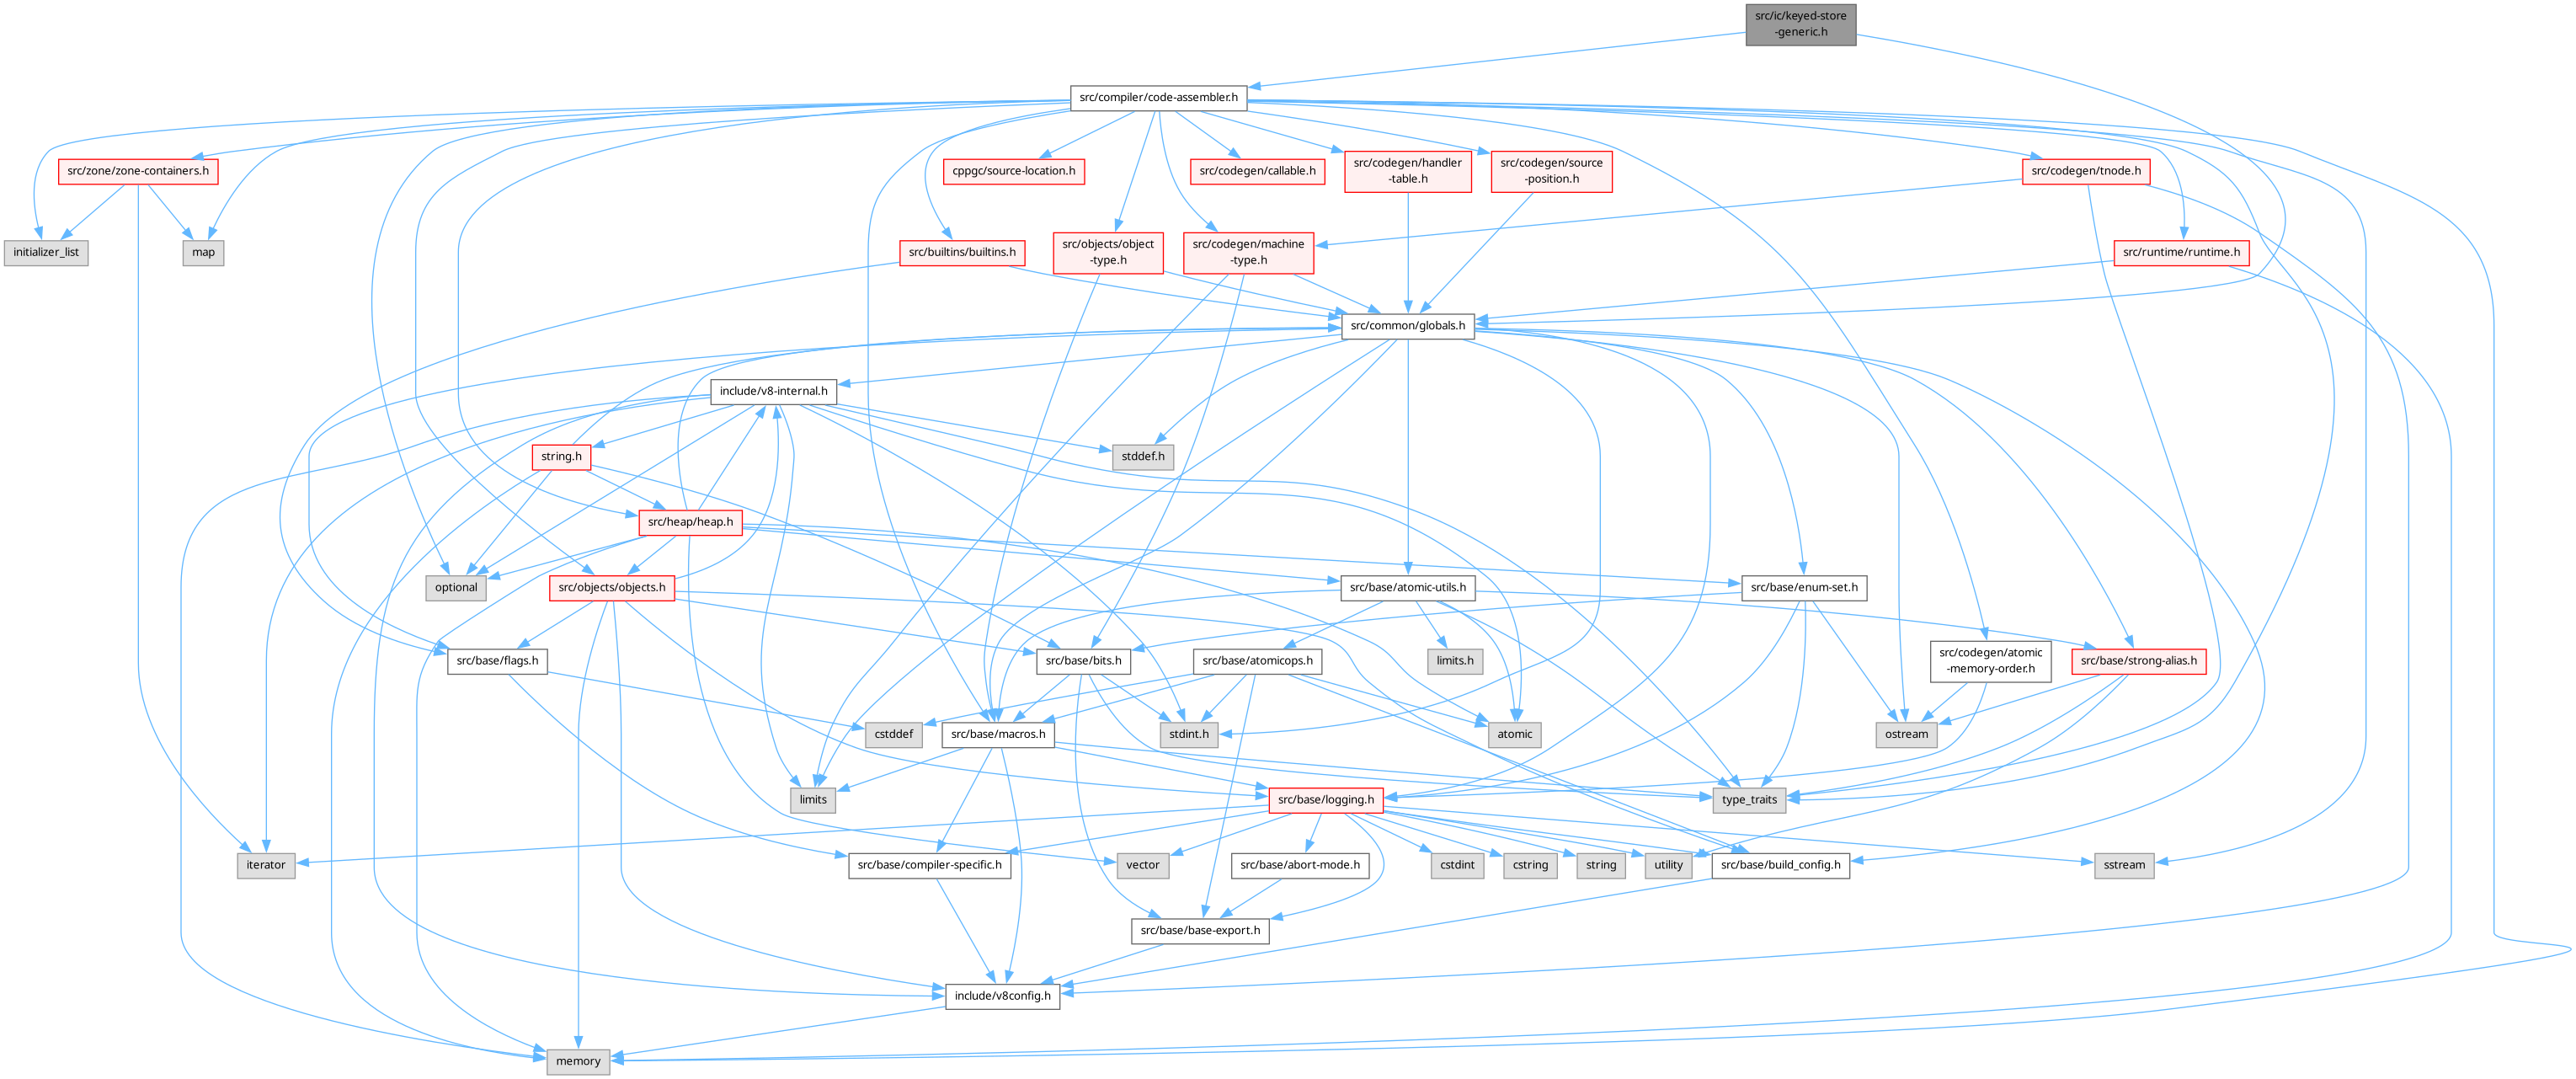 src/ic/keyed-store
-generic.h
src/compiler/code-assembler.h
src/zone/zone-containers.h
cppgc/source-location.h
src/codegen/callable.h
src/codegen/handler
-table.h
src/codegen/source
-position.h
src/codegen/tnode.h
initializer_list
map
src/builtins/builtins.h
src/objects/object
-type.h
src/codegen/machine
-type.h
src/runtime/runtime.h
src/common/globals.h
include/v8-internal.h
string.h
stddef.h
src/heap/heap.h
optional
src/objects/objects.h
src/base/atomic-utils.h
src/base/enum-set.h
src/base/flags.h
src/base/bits.h
src/base/atomicops.h
limits.h
src/codegen/atomic
-memory-order.h
src/base/strong-alias.h
cstddef
src/base/macros.h
stdint.h
atomic
ostream
limits
src/base/logging.h
type_traits
iterator
src/base/compiler-specific.h
vector
src/base/abort-mode.h
cstdint
cstring
string
utility
src/base/build_config.h
sstream
src/base/base-export.h
include/v8config.h
memory